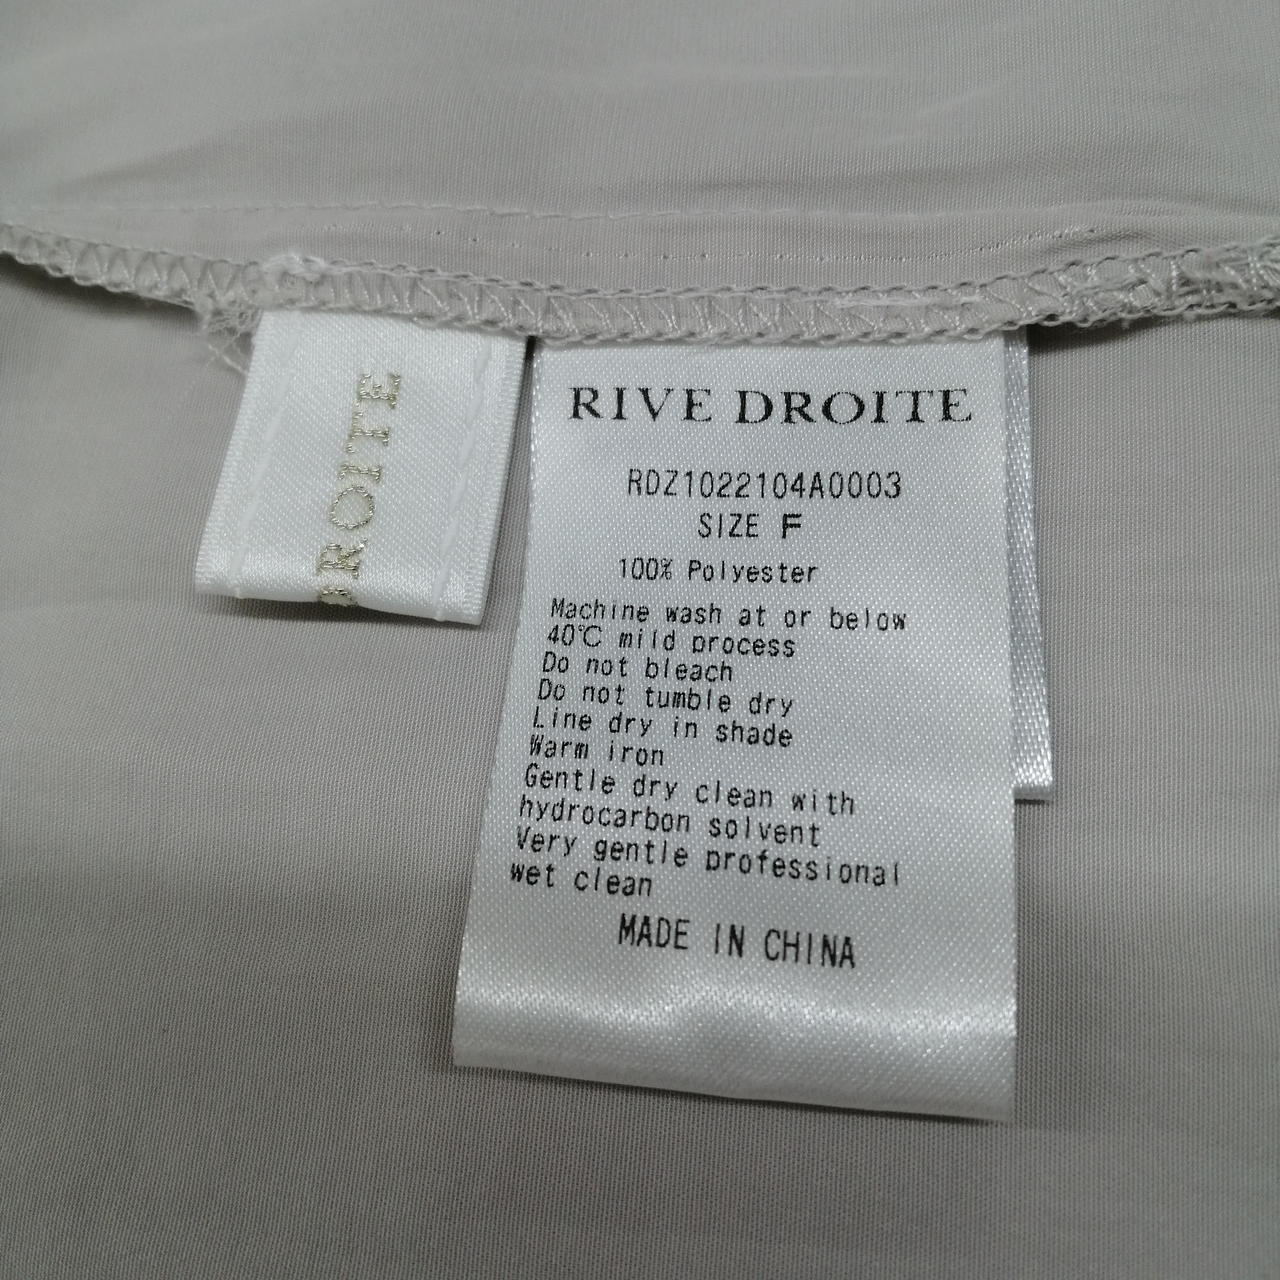 DROITE
RIVE DROITE
RDZ1022104A0003
SIZE F
100% Polyester
Machine wash at or below
40℃ mild process
Do not bleach
Do not tumble dry
Line dry in shade
Warm iron
Gentle dry clean with
hydrocarbon solvent
Very gentle professional
wet clean
MADE IN CHINA